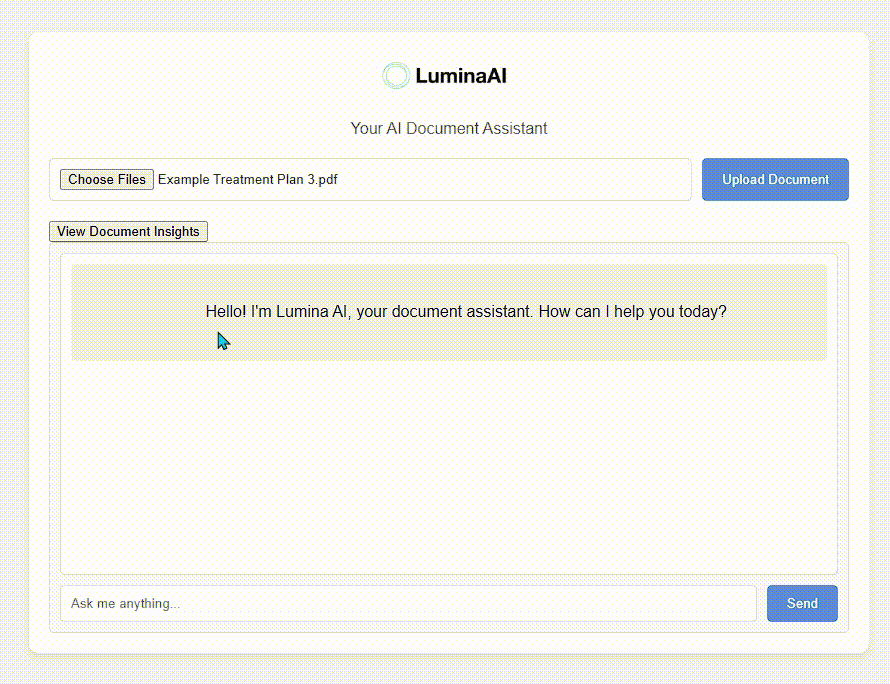 LuminaAI
Your AI Document Assistant
Choose Files Example Treatment Plan 3.pdf
Upload Document
View Document Insights
Hello! I'm Lumina AI, your document assistant. How can I help you today?
Ask me anything...
Send